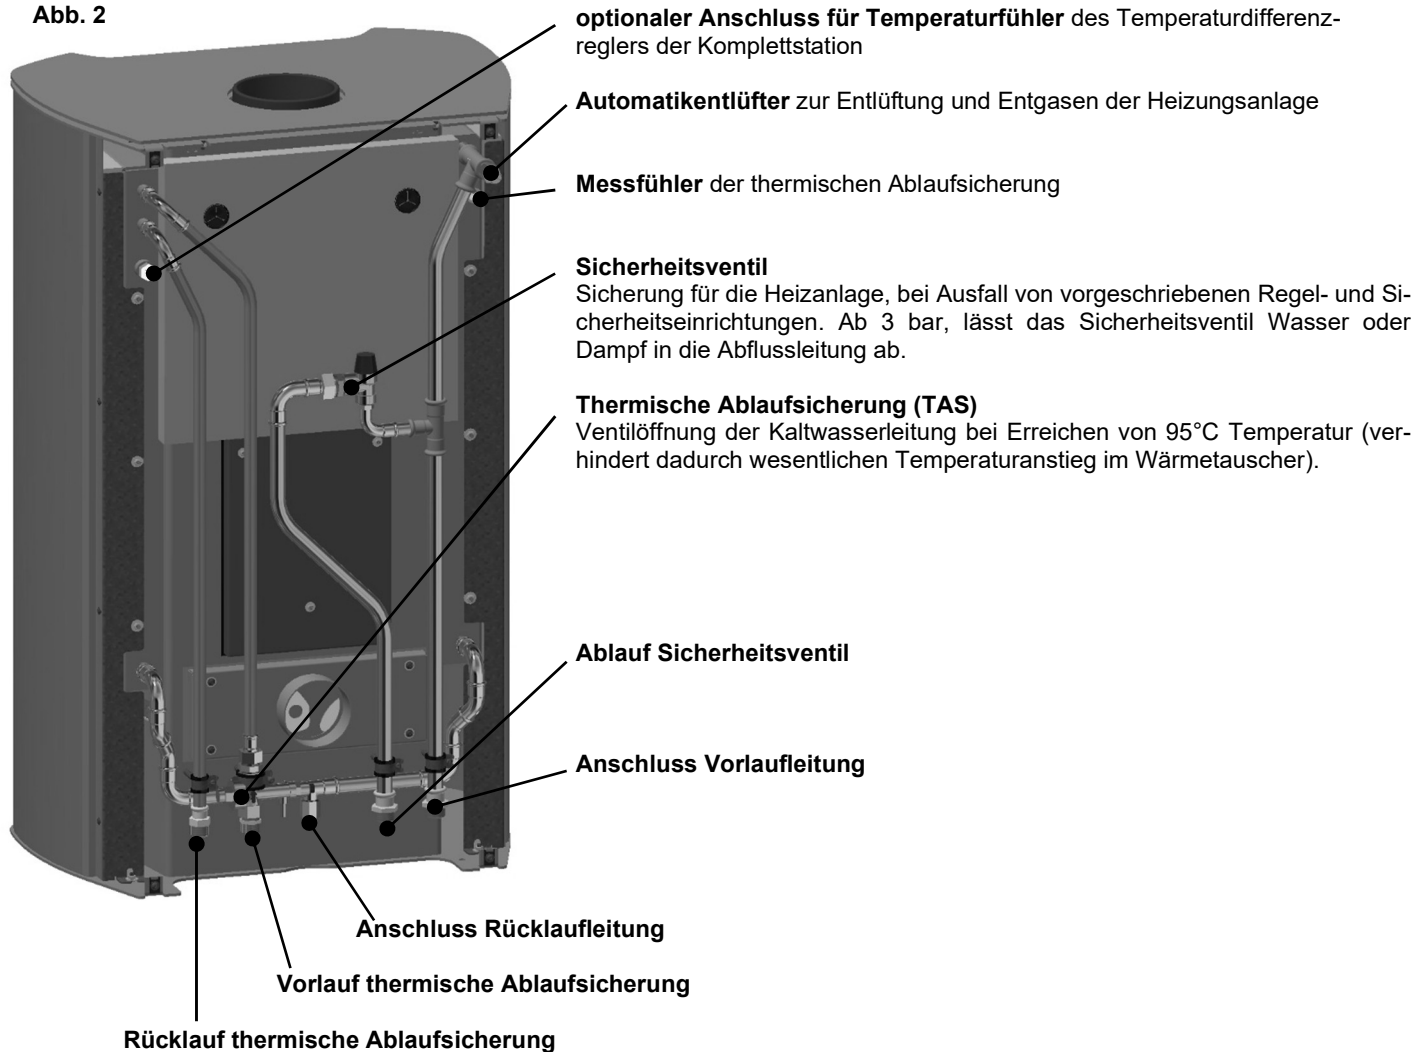 Abb. 2
optionaler Anschluss für Temperaturfühler des Temperaturdifferenz-
reglers der Komplettstation
Automatikentlüfter zur Entlüftung und Entgasen der Heizungsanlage
Messfühler der thermischen Ablaufsicherung
Sicherheitsventil
Sicherung für die Heizanlage, bei Ausfall von vorgeschriebenen Regel- und Si-
cherheitseinrichtungen. Ab 3 bar, lässt das Sicherheitsventil Wasser oder
Dampf in die Abflussleitung ab.
Thermische Ablaufsicherung (TAS)
Ventilöffnung der Kaltwasserleitung bei Erreichen von 95°C Temperatur (ver-
hindert dadurch wesentlichen Temperaturanstieg im Wärmetauscher).
Ablauf Sicherheitsventil
Anschluss Vorlaufleitung
Anschluss Rücklaufleitung
Vorlauf thermische Ablaufsicherung
Rücklauf thermische Ablaufsicherung